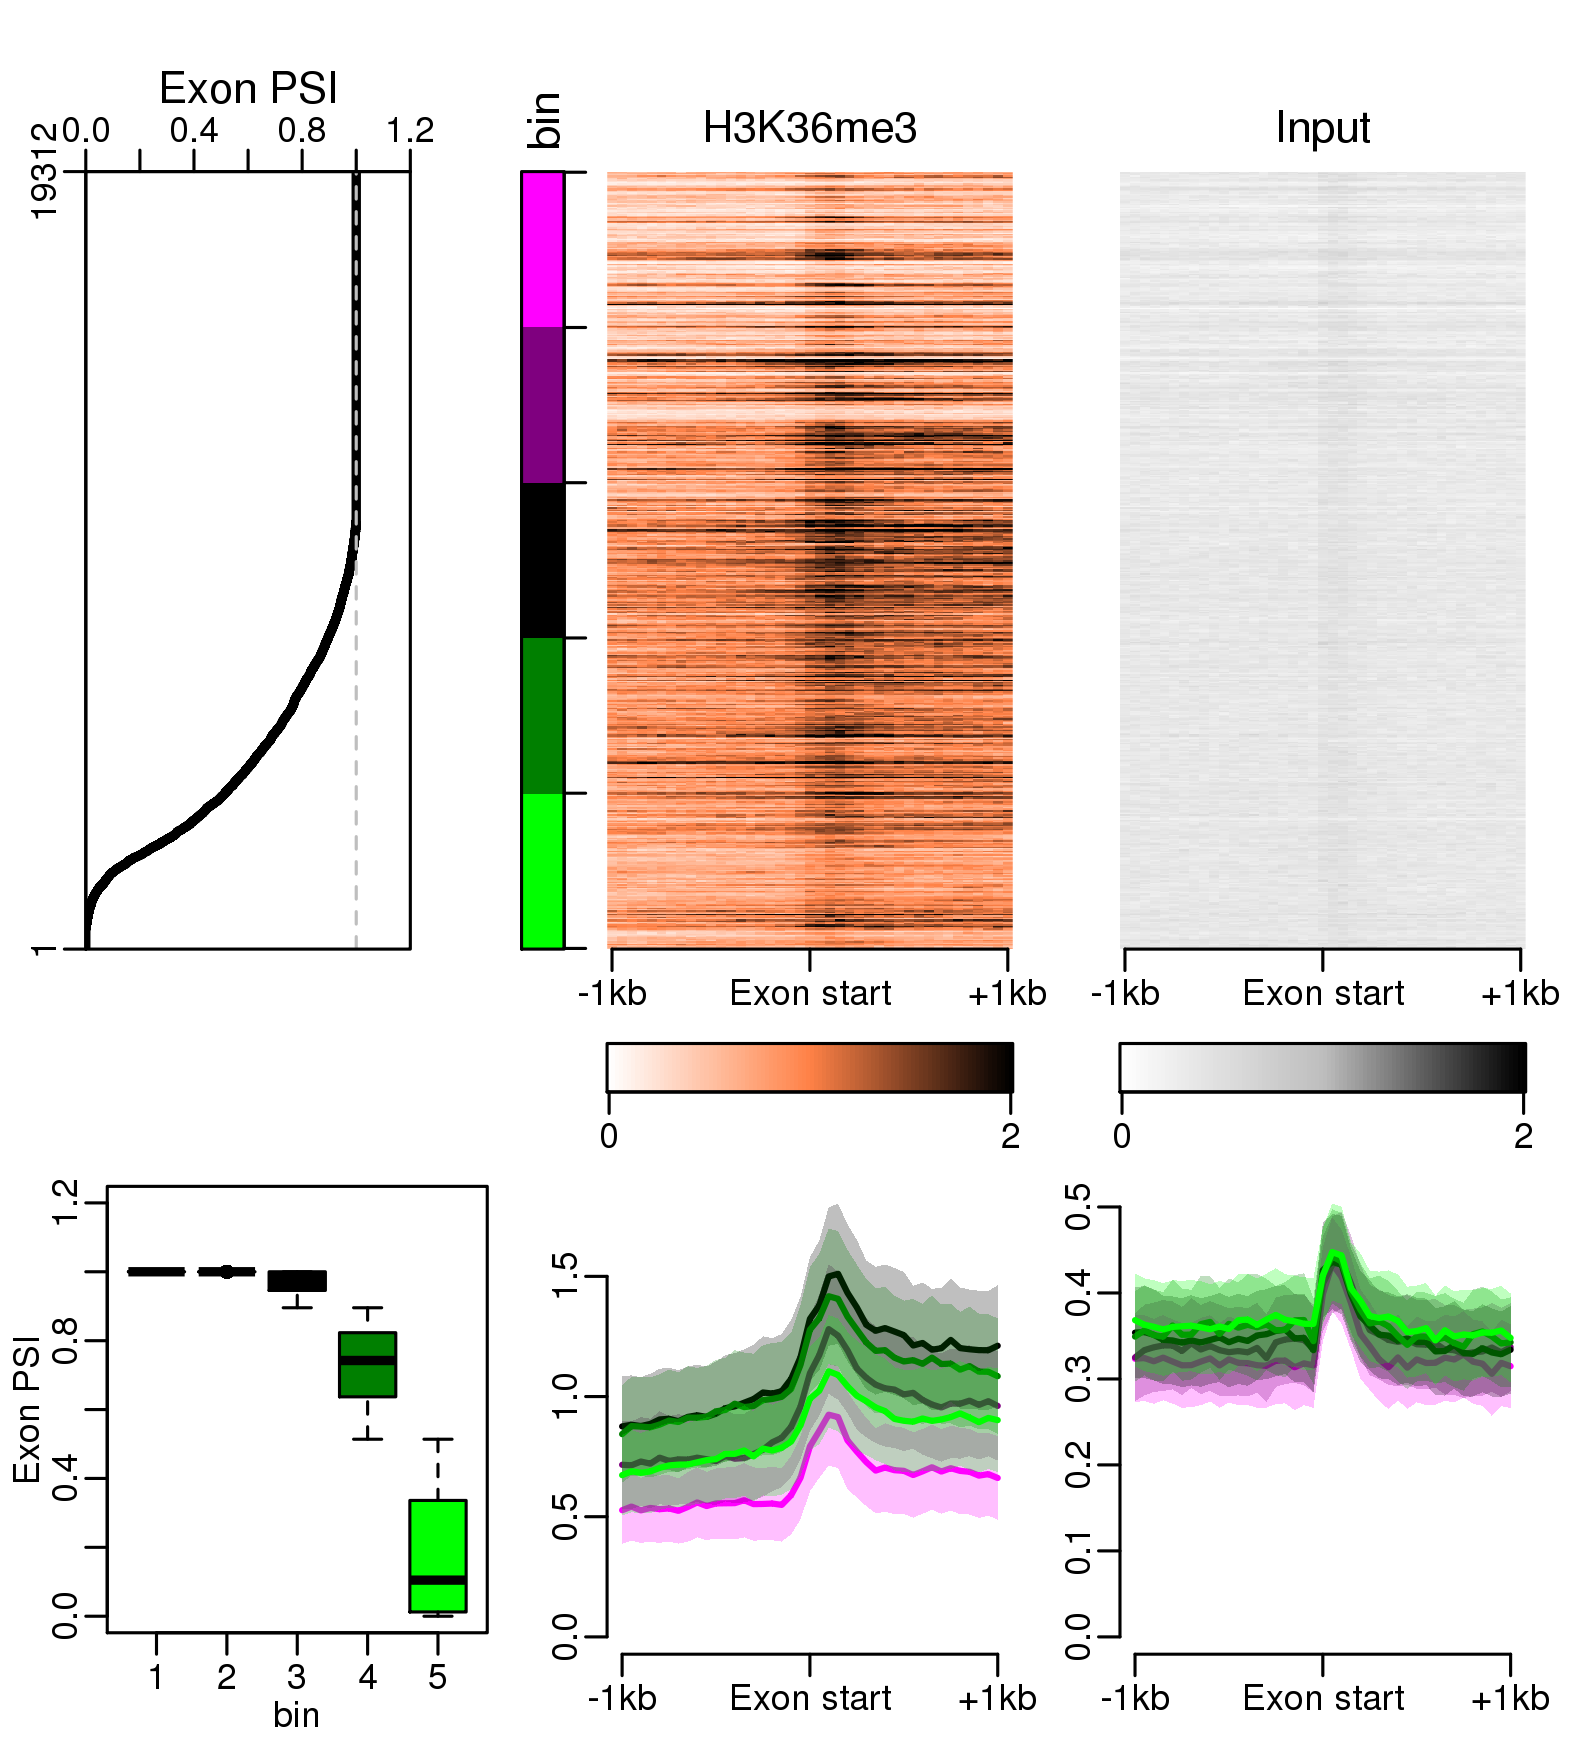 Exon PSI
0.0 0.4 0.8 1.2
19312
1
bin
H3K36me3
Input
-1kb Exon start +1kb
-1kb Exon start +1kb
0 2
0 2
Exon PSI
0.0 0.4 0.8 1.2
1 2 3 4 5
bin
0.0 0.5 1.0 1.5
-1kb Exon start +1kb
0.0 0.1 0.2 0.3 0.4 0.5
-1kb Exon start +1kb